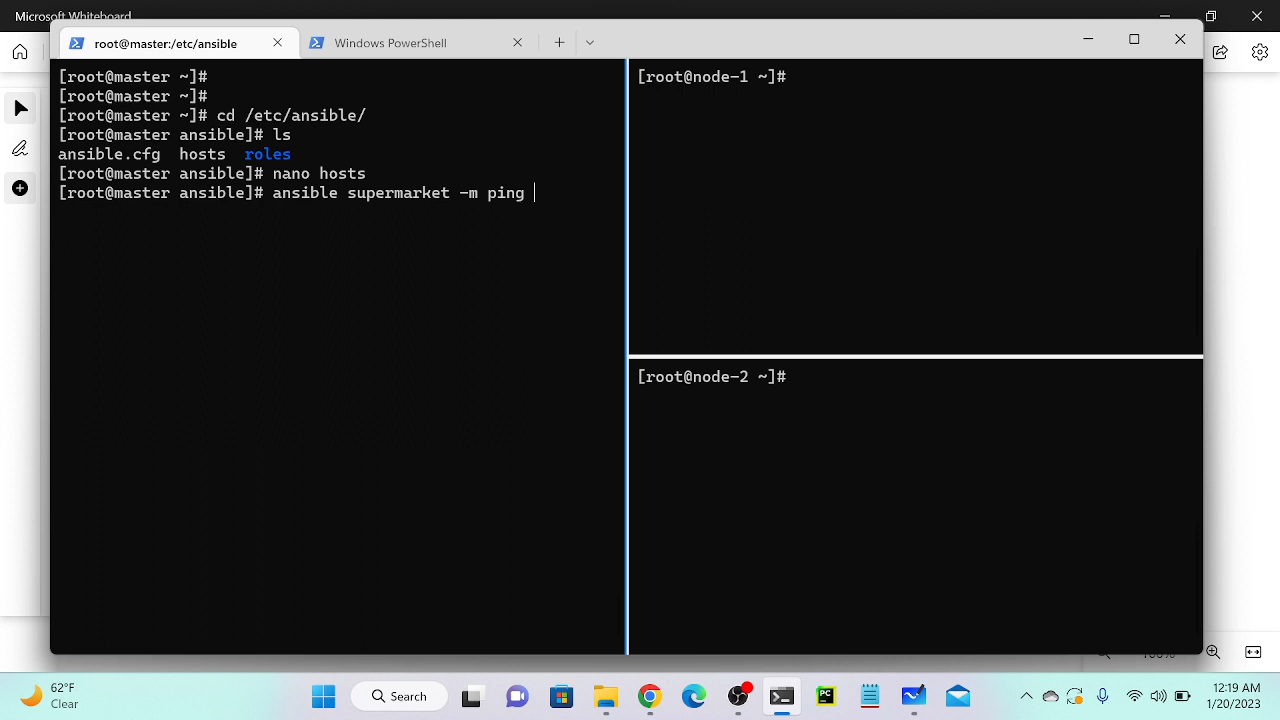 Microsoft Whiteboard
root@master:/etc/ansible
Windows PowerShell
[root@master ~]#
[root@master ~]#
[root@master ~]# cd /etc/ansible/
[root@master ansible]# ls
ansible.cfg  hosts  roles
[root@master ansible]# nano hosts
[root@master ansible]# ansible supermarket -m ping
[root@node-1 ~]#
[root@node-2 ~]#
62°F
Clear
Search
PC
12:19 AM
1/20/2023